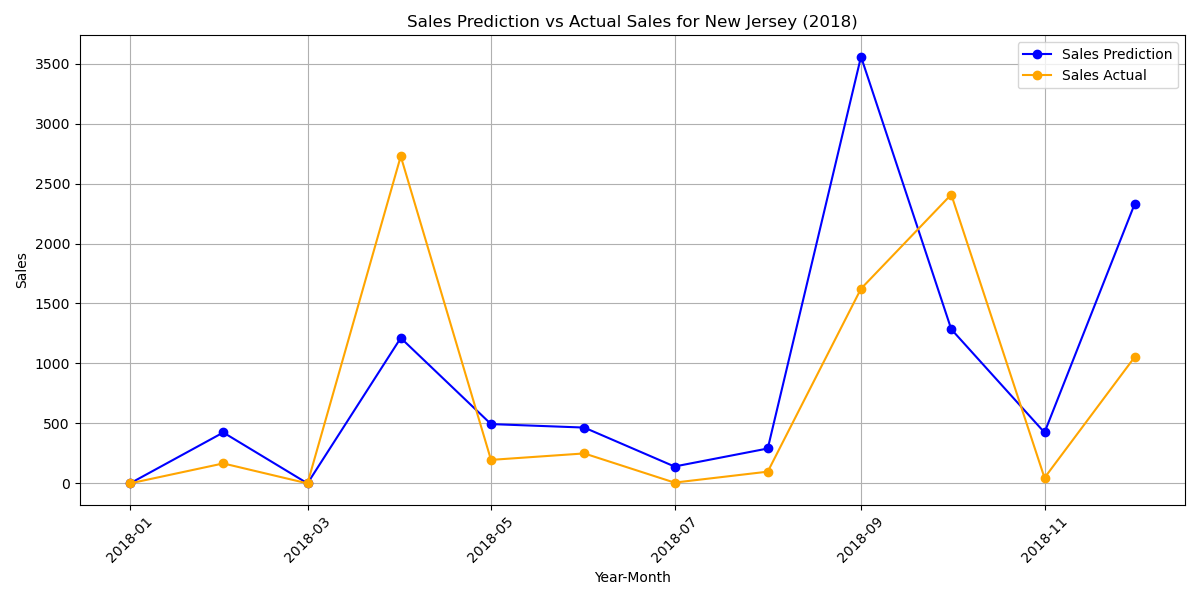 Sales Prediction vs Actual Sales for New Jersey (2018)
Sales Prediction
Sales Actual
3500
3000
2500
2000
1500
1000
500
0
Sales
2018-01
2018-03
2018-05
2018-07
2018-09
2018-11
Year-Month